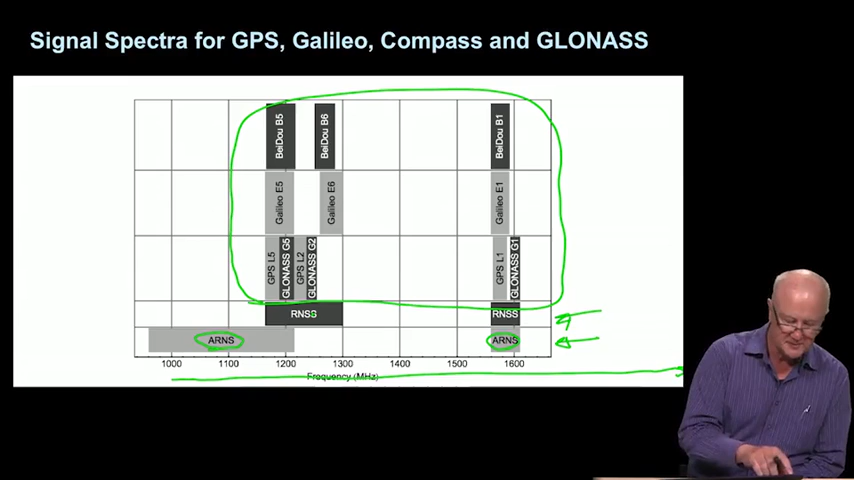 Signal Spectra for GPS, Galileo, Compass and GLONASS
BeiDou B5
BeiDou B6
BeiDou B1
Galileo E5
Galileo E6
Galileo E1
GPS L5
GLONASS G5
GPS L2
GLONASS G2
GPS L1
GLONASS G1
RNSS
RNSS
ARNS
ARNS
1000 1100 1200 1300 1400 1500 1600
Frequency (MHz)